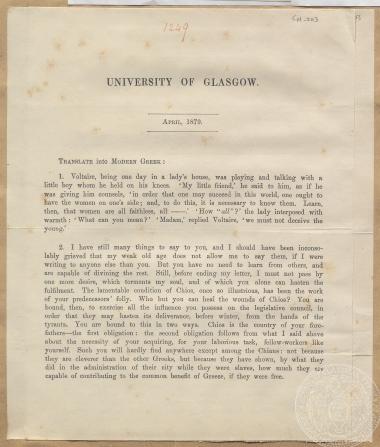 1249
GH-203
UNIVERSITY OF GLASGOW.
APRIL, 1879.
TRANSLATE into MODERN GREEK:
1. Voltaire, being one day in a lady's house, was playing and talking with a
little boy whom he held on his knees. 'My little friend,' he said to him, as if he
was giving him counsels, 'in order that one may succeed in this world, one ought to
have the women on one's side; and, to do this, it is necessary to know them. Learn,
then, that women are all faithless, all ——.' 'How "all"?' the lady interposed with
warmth: 'What can you mean?' 'Madam,' replied Voltaire, 'we must not deceive the
young.'
2. I have still many things to say to you, and I should have been inconso-
lably grieved that my weak old age does not allow me to say them, if I were
writing to anyone else than you. But you have no need to learn from others, and
are capable of divining the rest. Still, before ending my letter, I must not pass by
one more desire, which torments my soul, and of which you alone can hasten the
fulfilment. The lamentable condition of Chios, once so illustrious, has been the work
of your predecessors' folly. Who but you can heal the wounds of Chios? You are
bound, then, to exercise all the influence you possess on the legislative council, in
order that they may hasten its deliverance, before winter, from the hands of the
tyrants. You are bound to this in two ways. Chios is the country of your fore-
fathers—the first obligation: the second obligation follows from what I said above
about the necessity of your acquiring, for your laborious task, fellow-workers like
yourself. Such you will hardly find anywhere except among the Chians: not because
they are cleverer than the other Greeks, but because they have shown, by what they
did in the administration of their city while they were slaves, how much they are
capable of contributing to the common benefit of Greece, if they were free.